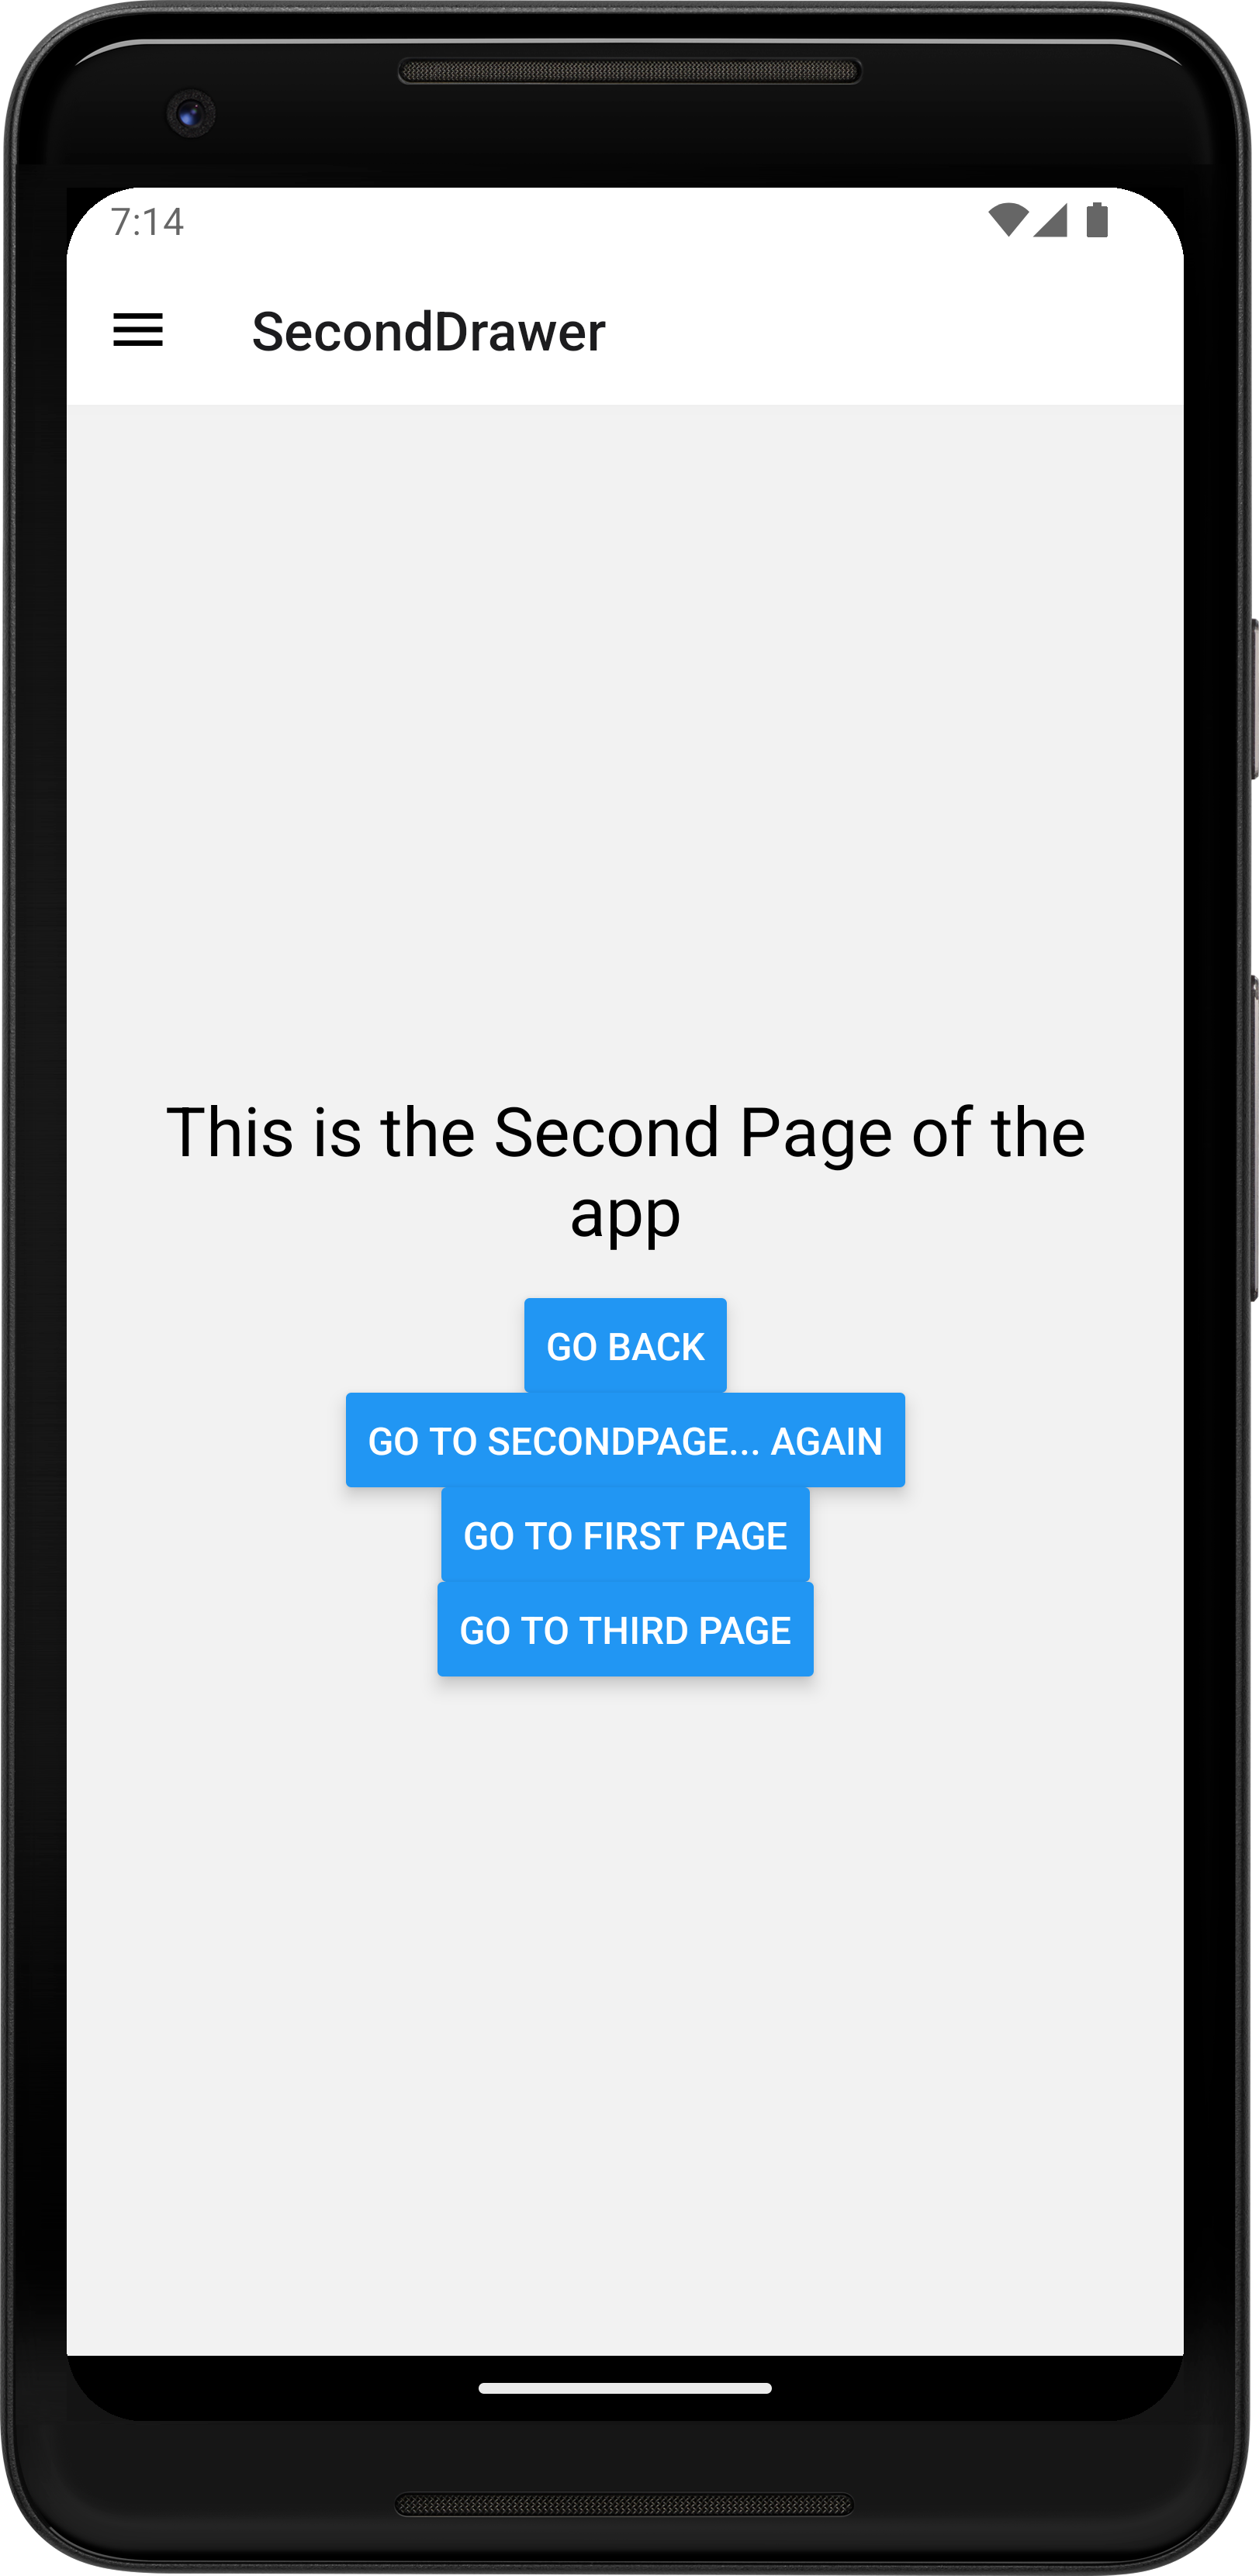 7:14
SecondDrawer
This is the Second Page of the
app
GO BACK
GO TO SECONDPAGE... AGAIN
GO TO FIRST PAGE
GO TO THIRD PAGE